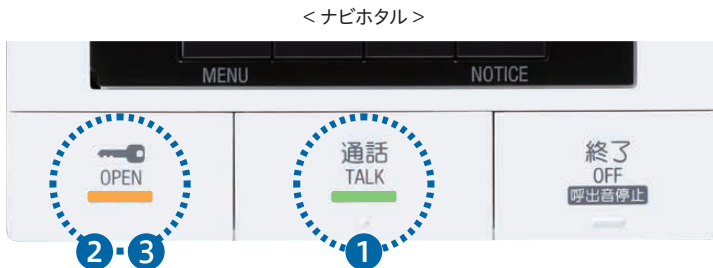 <ナビホタル>
MENU
NOTICE
OPEN
通話
TALK
終了
OFF
呼出音停止
2・3
1